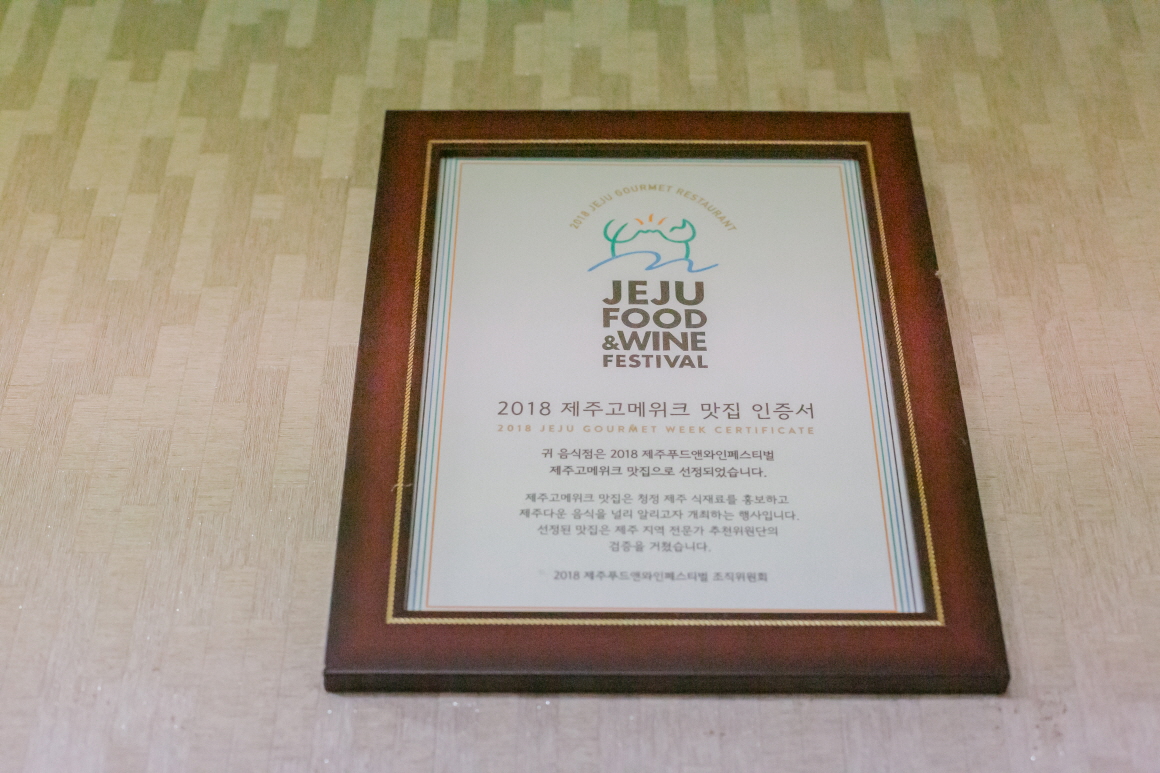 2018 JEJU GOURMET RESTAURANT
JEJU
FOOD
&WINE
FESTIVAL
2018 제주고메위크 맛집 인증서
2018 JEJU GOURMET WEEK CERTIFICATE
귀 음식점은 2018 제주푸드앤와인페스티벌
제주고메위크 맛집으로 선정되었습니다.
제주고메위크 맛집은 청정 제주 식재료를 홍보하고
제주다운 음식을 널리 알리고자 개최하는 행사입니다.
선정된 맛집은 제주 지역 전문가 추천위원단의
검증을 거쳤습니다.
2018 제주푸드앤와인페스티벌 조직위원회